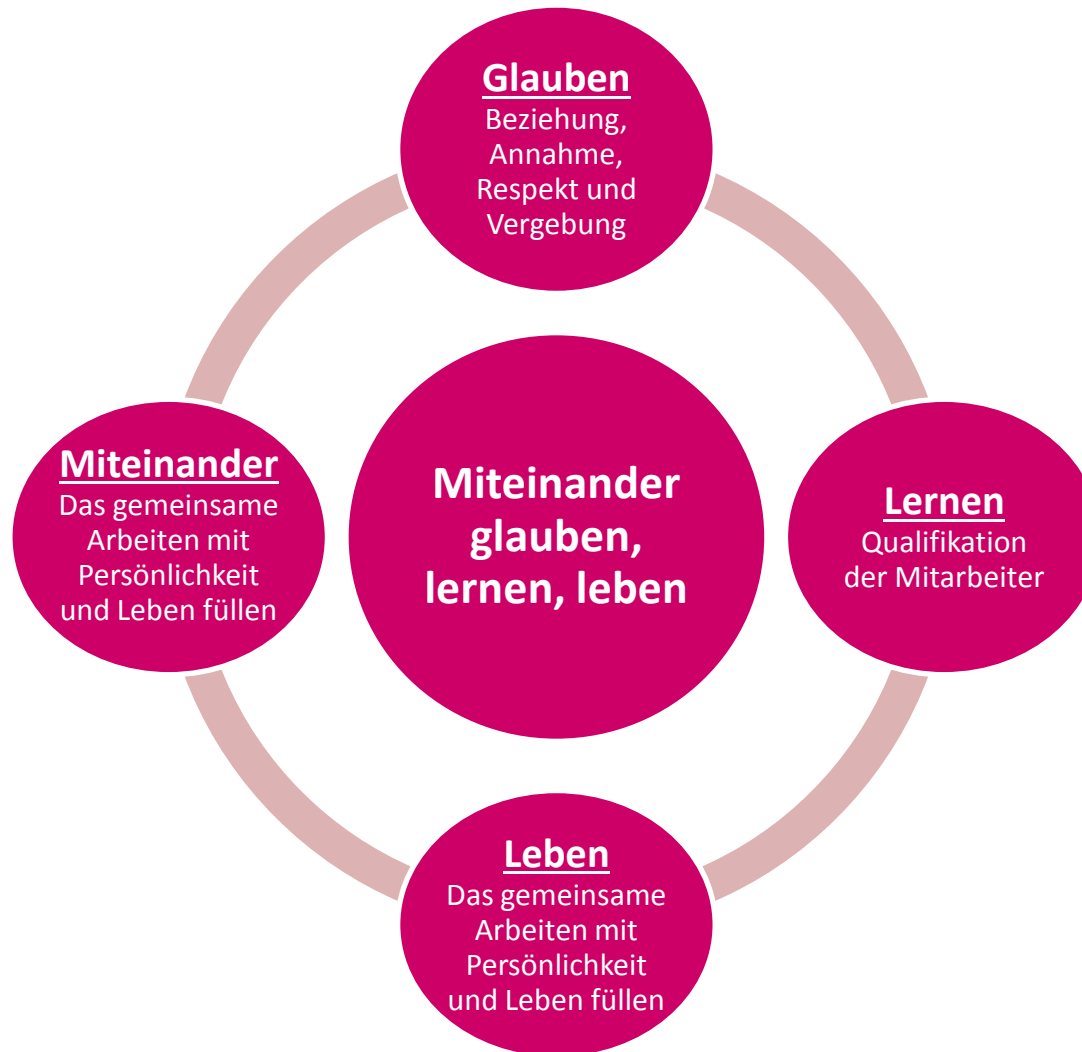 Glauben
Beziehung,
Annahme,
Respekt und
Vergebung
Miteinander
Das gemeinsame
Arbeiten mit
Persönlichkeit
und Leben füllen
Miteinander
glauben,
lernen, leben
Lernen
Qualifikation
der Mitarbeiter
Leben
Das gemeinsame
Arbeiten mit
Persönlichkeit
und Leben füllen